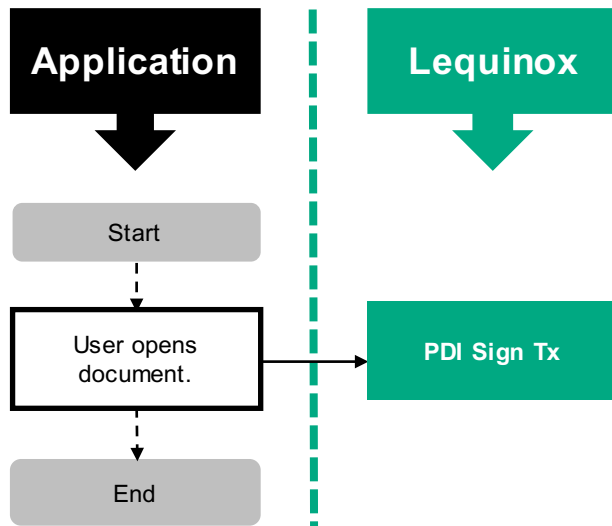 Application
Lequinox
Start
User opens
document.
PDI Sign Tx
End